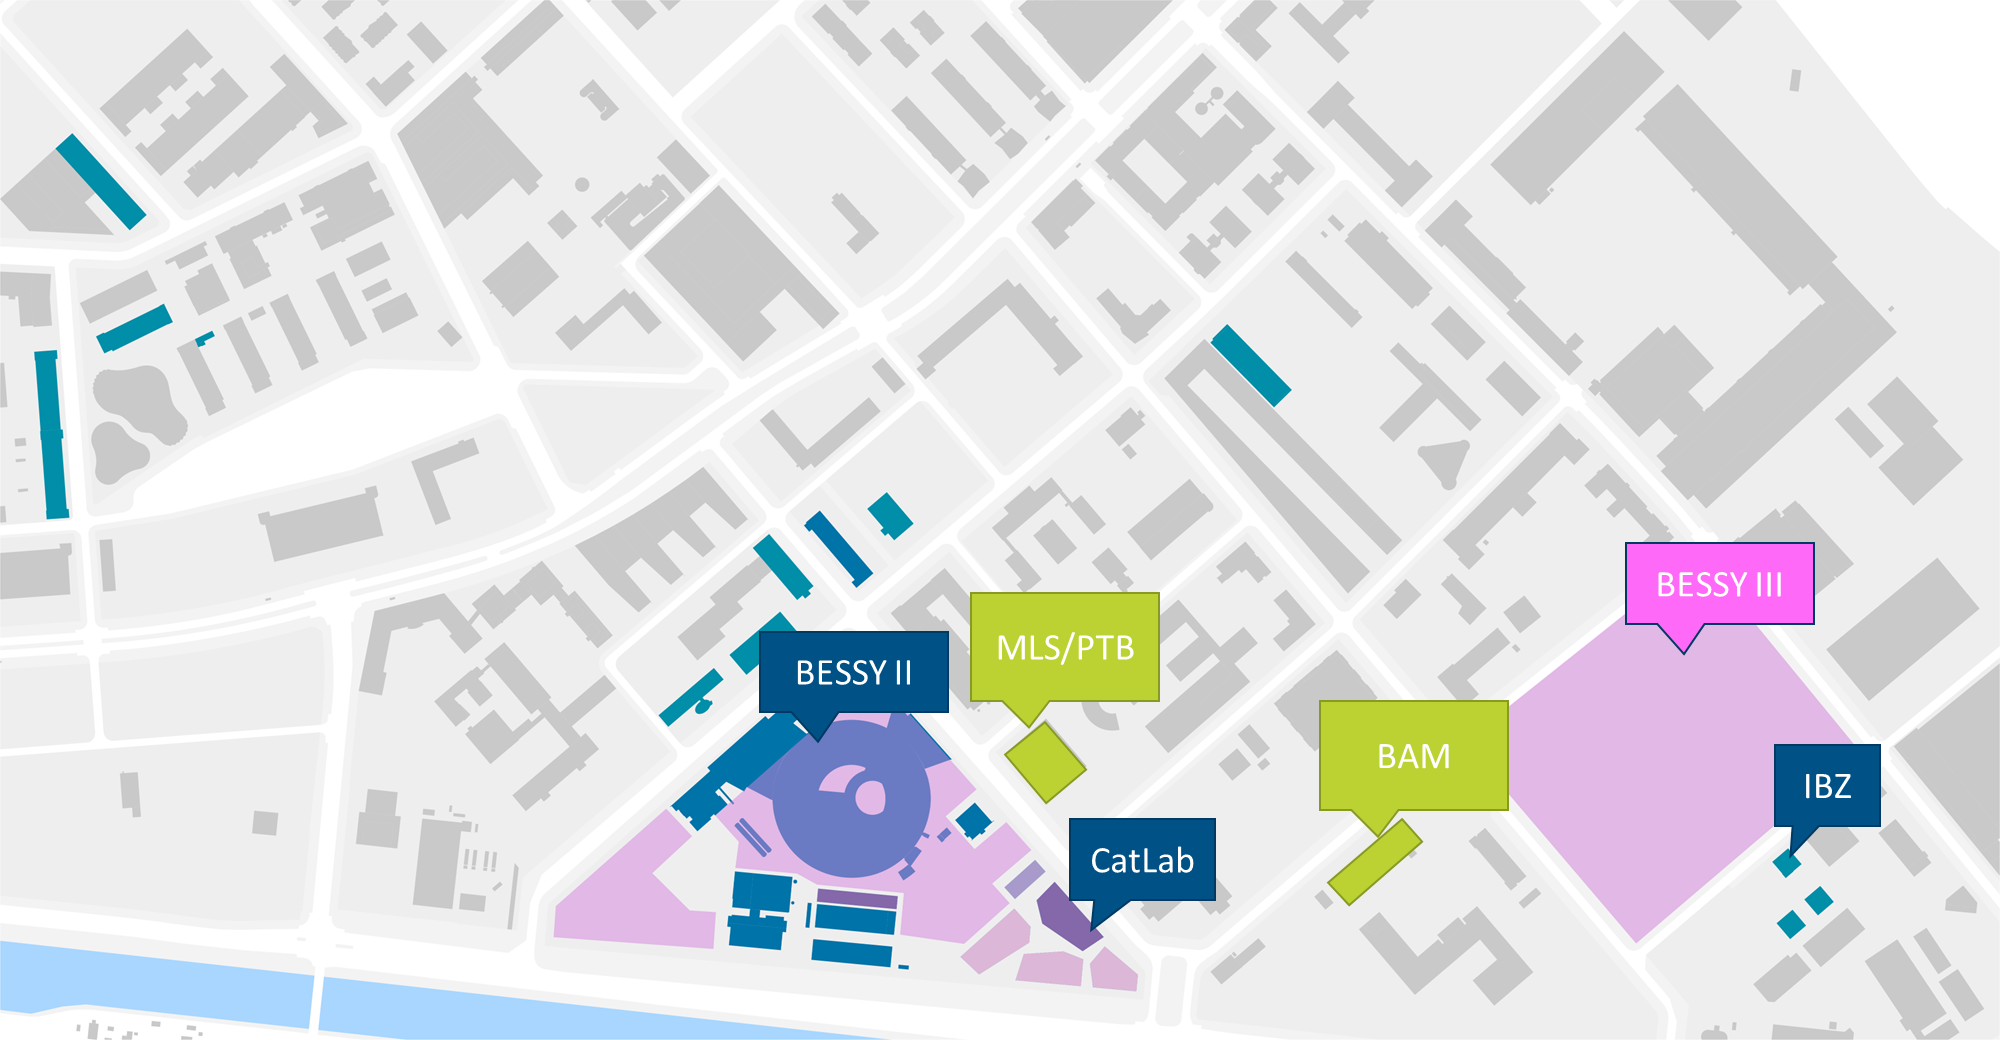 BESSY III
MLS/PTB
BESSY II
BAM
IBZ
CatLab